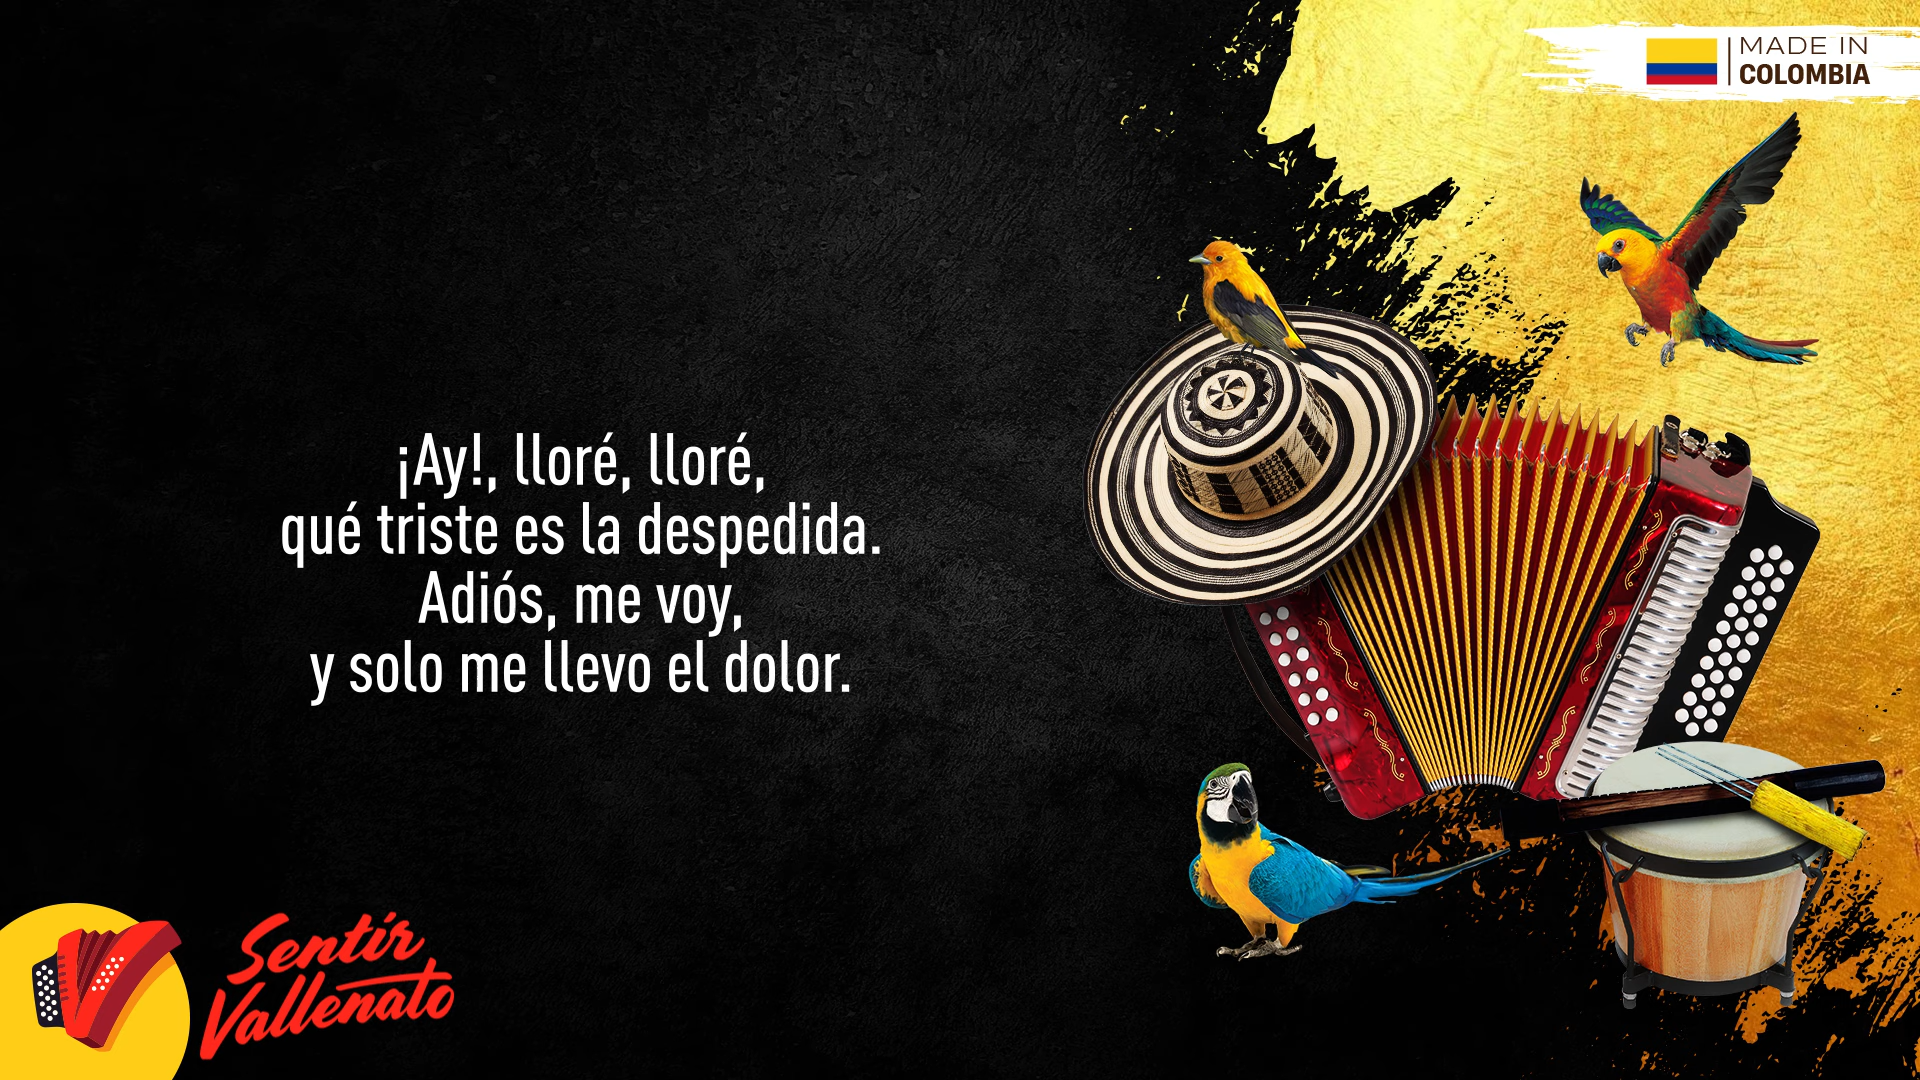 MADE IN
COLOMBIA
¡Ay!, lloré, lloré,
qué triste es la despedida.
Adiós, me voy,
y solo me llevo el dolor.
Sentir
Vallenato